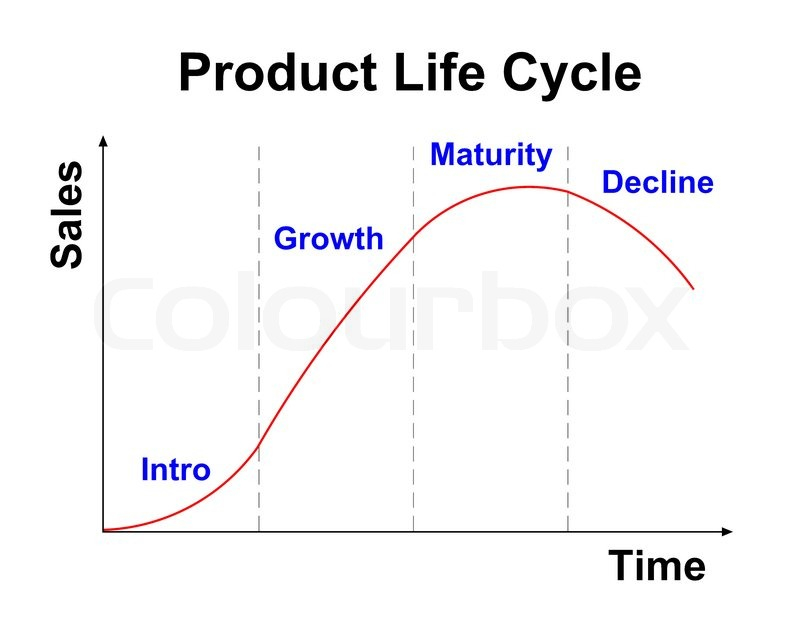 Product Life Cycle
Sales
Intro
Growth
Maturity
Decline
Time
Colourbox